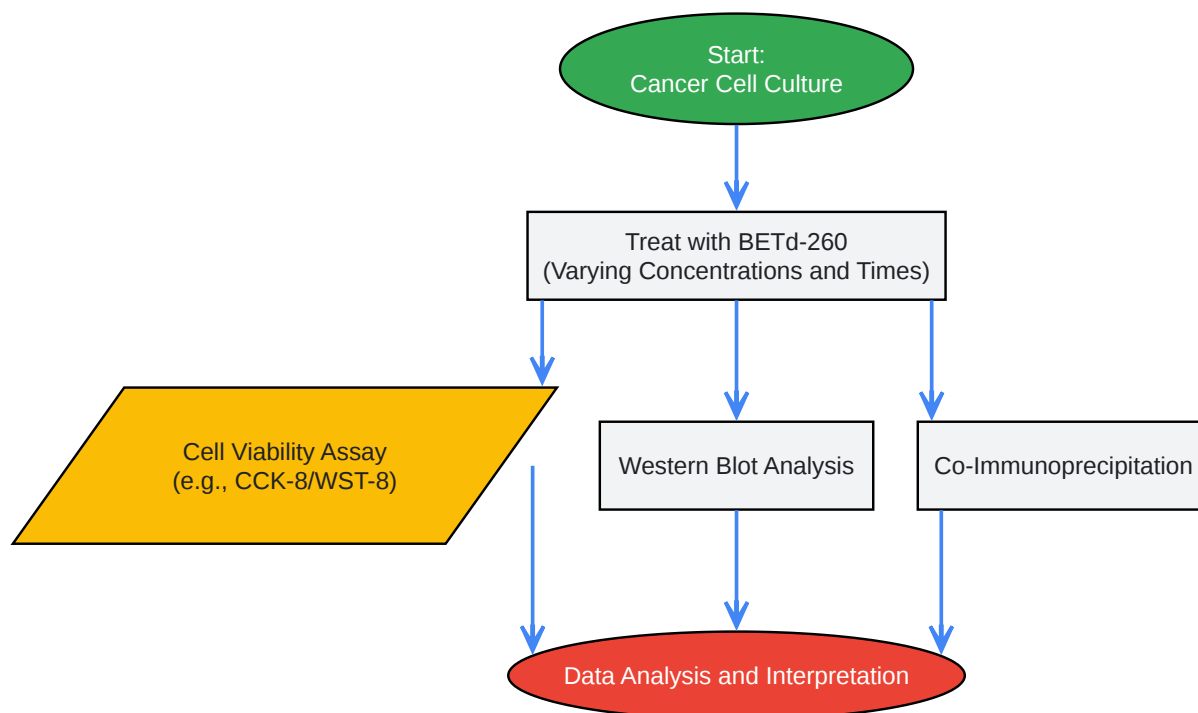 Start:
Cancer Cell Culture
Treat with BETd-260
(Varying Concentrations and Times)
Cell Viability Assay
(e.g., CCK-8/WST-8)
Western Blot Analysis
Co-Immunoprecipitation
Data Analysis and Interpretation